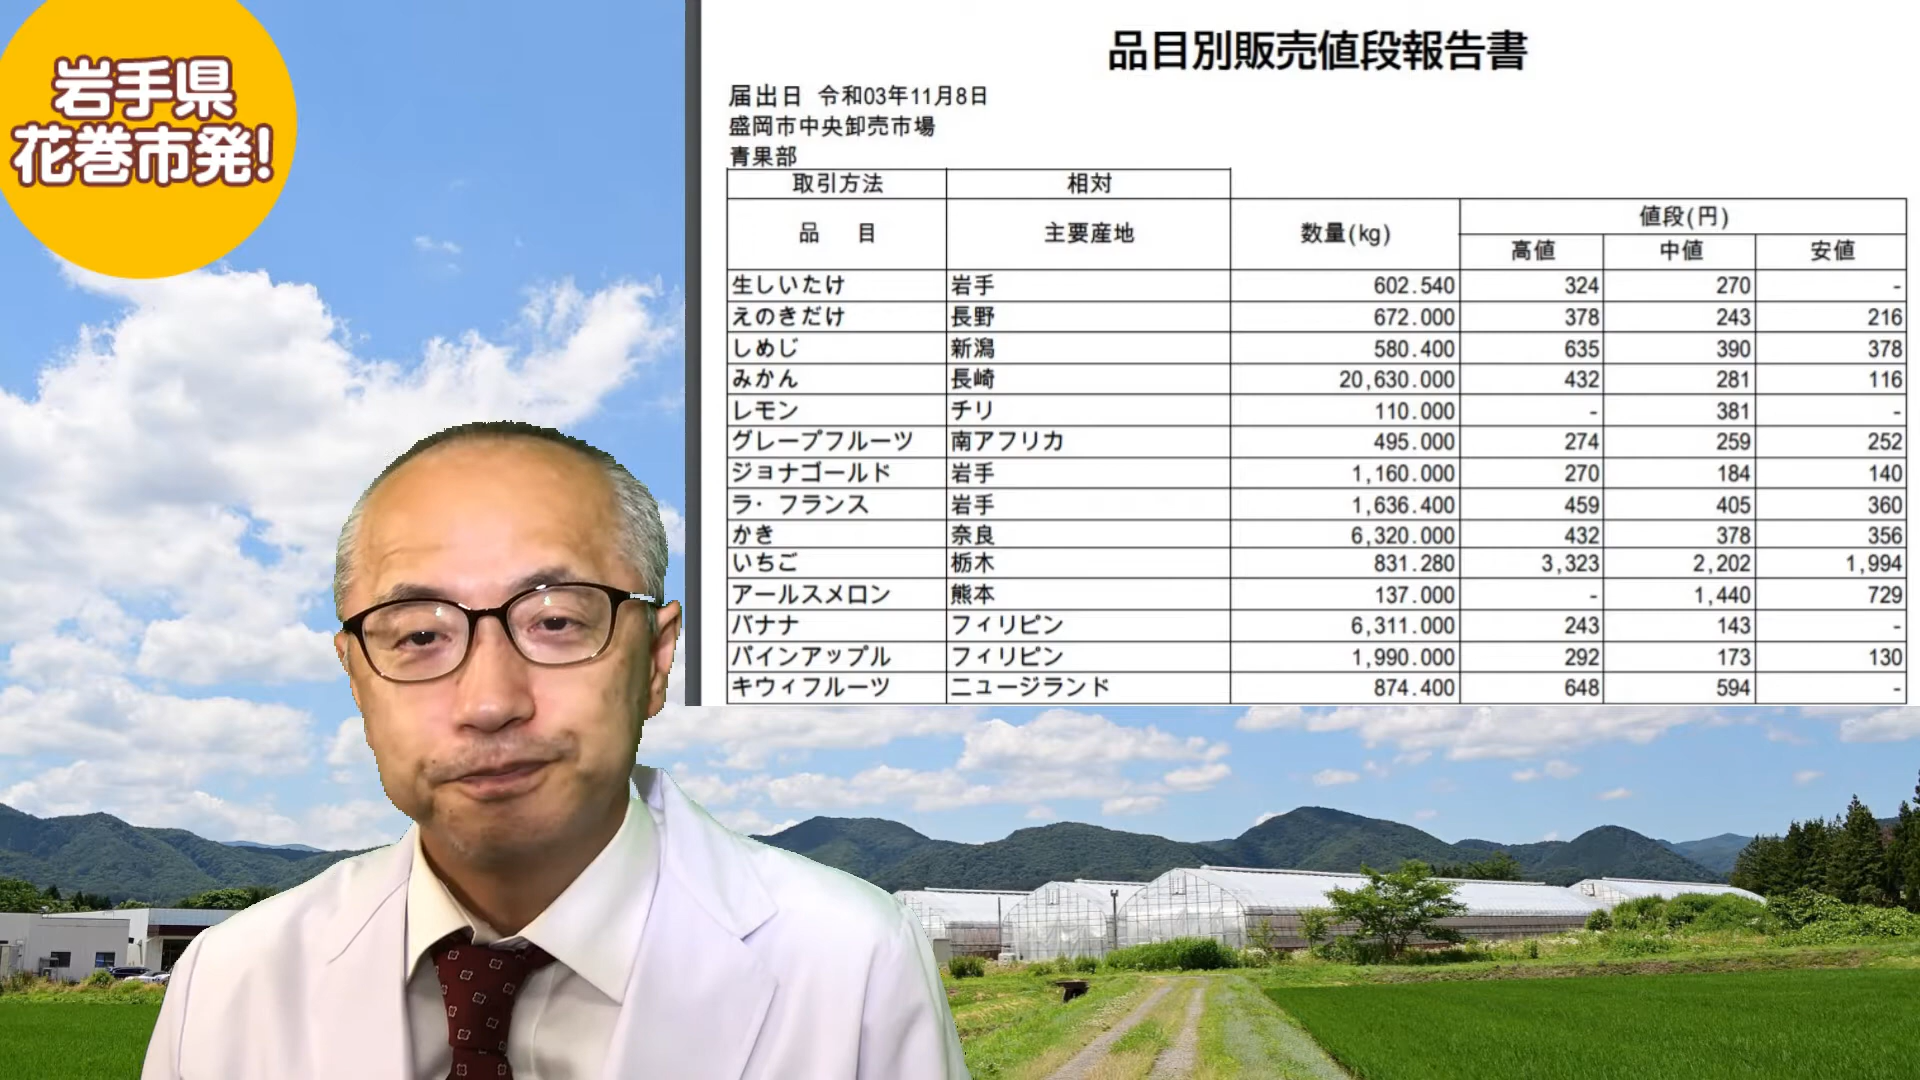 岩手県
花巻市発!
品目別販売値段報告書
届出日 令和03年11月8日
盛岡市中央卸売市場
青果部
取引方法 相対
品 目 主要産地 数量(kg) 値段(円)
高値 中値 安値
生しいたけ 岩手 602.540 324 270 -
えのきだけ 長野 672.000 378 243 216
しめじ 新潟 580.400 635 390 378
みかん 長崎 20,630.000 432 281 116
レモン チリ 110.000 - 381 -
グレープフルーツ 南アフリカ 495.000 274 259 252
ジョナゴールド 岩手 1,160.000 270 184 140
ラ・フランス 岩手 1,636.400 459 405 360
かき 奈良 6,320.000 432 378 356
いちご 栃木 831.280 3,323 2,202 1,994
アールスメロン 熊本 137.000 - 1,440 729
バナナ フィリピン 6,311.000 243 143 -
パインアップル フィリピン 1,990.000 292 173 130
キウィフルーツ ニュージランド 874.400 648 594 -